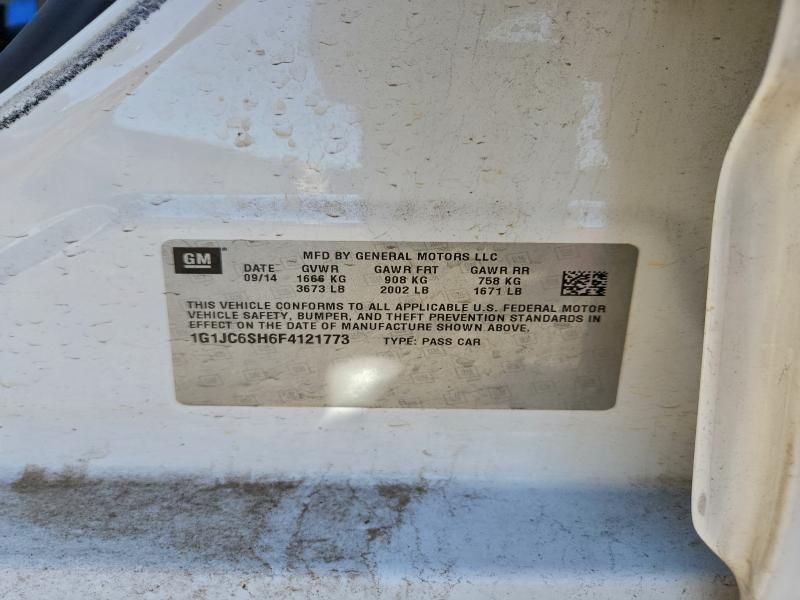 GM
MFD BY GENERAL MOTORS LLC
DATE GVWR GAWR FRT GAWR RR
09/14 1666 KG 908 KG 758 KG
3673 LB 2002 LB 1671 LB
THIS VEHICLE CONFORMS TO ALL APPLICABLE U.S. FEDERAL MOTOR
VEHICLE SAFETY, BUMPER, AND THEFT PREVENTION STANDARDS IN
EFFECT ON THE DATE OF MANUFACTURE SHOWN ABOVE.
1G1JC6SH6F4121773 TYPE: PASS CAR